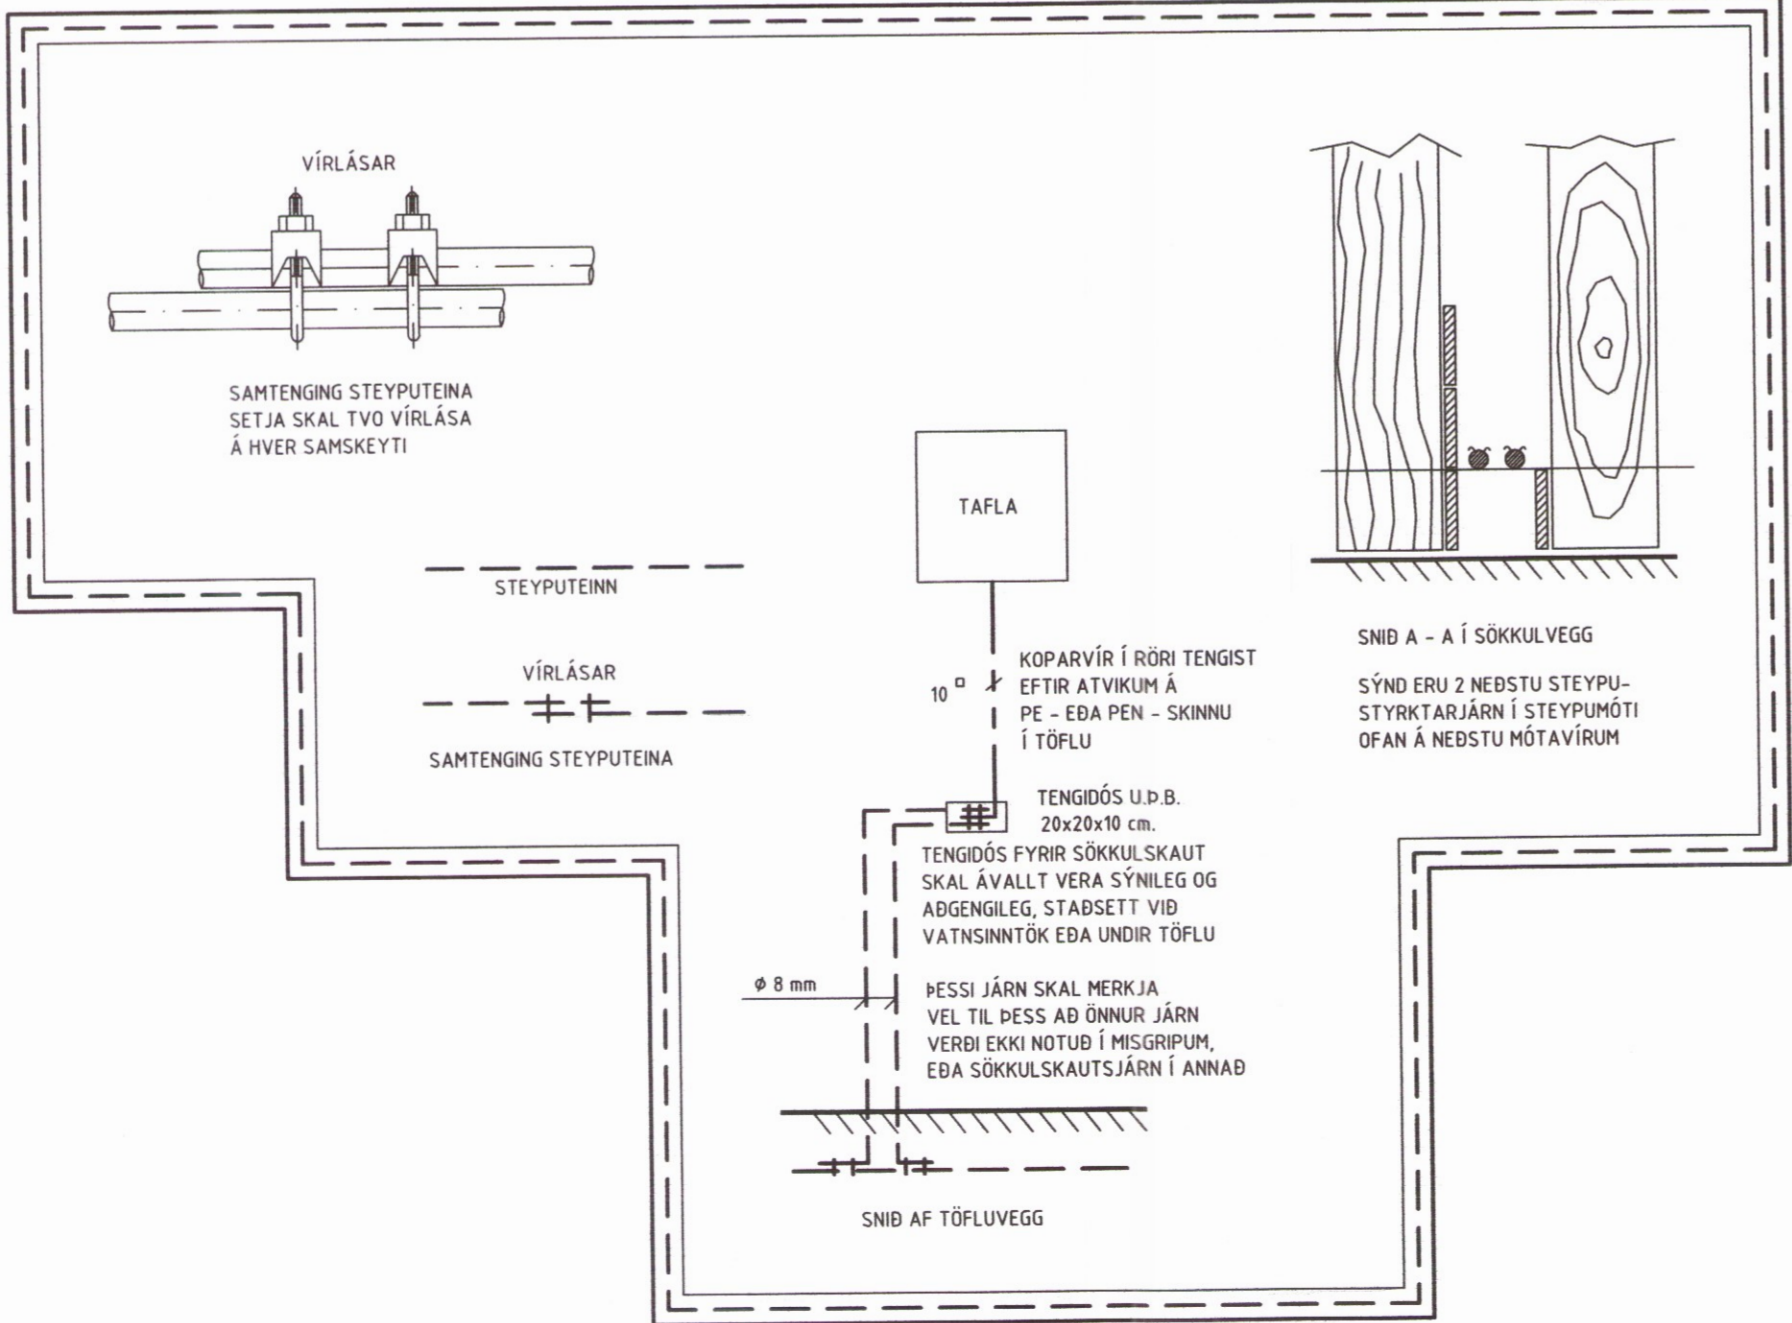 VÍRLÁSAR
SAMTENGING STEYPUTEINA
SETJA SKAL TVO VÍRLÁSA
Á HVER SAMSKEYTI
STEYPUTEINN
VÍRLÁSAR
SAMTENGING STEYPUTEINA
TAFLA
10 □
KOPARVÍR Í RÖRI TENGIST
EFTIR ATVIKUM Á
PE - EÐA PEN - SKINNU
Í TÖFLU
TENGIDÓS U.Þ.B.
20x20x10 cm.
TENGIDÓS FYRIR SÖKKULSKAUT
SKAL ÁVALLT VERA SÝNILEG OG
AÐGENGILEG, STAÐSETT VIÐ
VATNSINNTÖK EÐA UNDIR TÖFLU
ϕ 8 mm
ÞESSI JÁRN SKAL MERKJA
VEL TIL ÞESS AÐ ÖNNUR JÁRN
VERÐI EKKI NOTUÐ Í MISGRIPUM,
EÐA SÖKKULSKAUTSJÁRN Í ANNAÐ
SNIÐ AF TÖFLUVEGG
SNIÐ A - A Í SÖKKULVEGG
SÝND ERU 2 NEÐSTU STEYPU-
STYRKTARJÁRN Í STEYPUMÓTI
OFAN Á NEÐSTU MÓTAVÍRUM